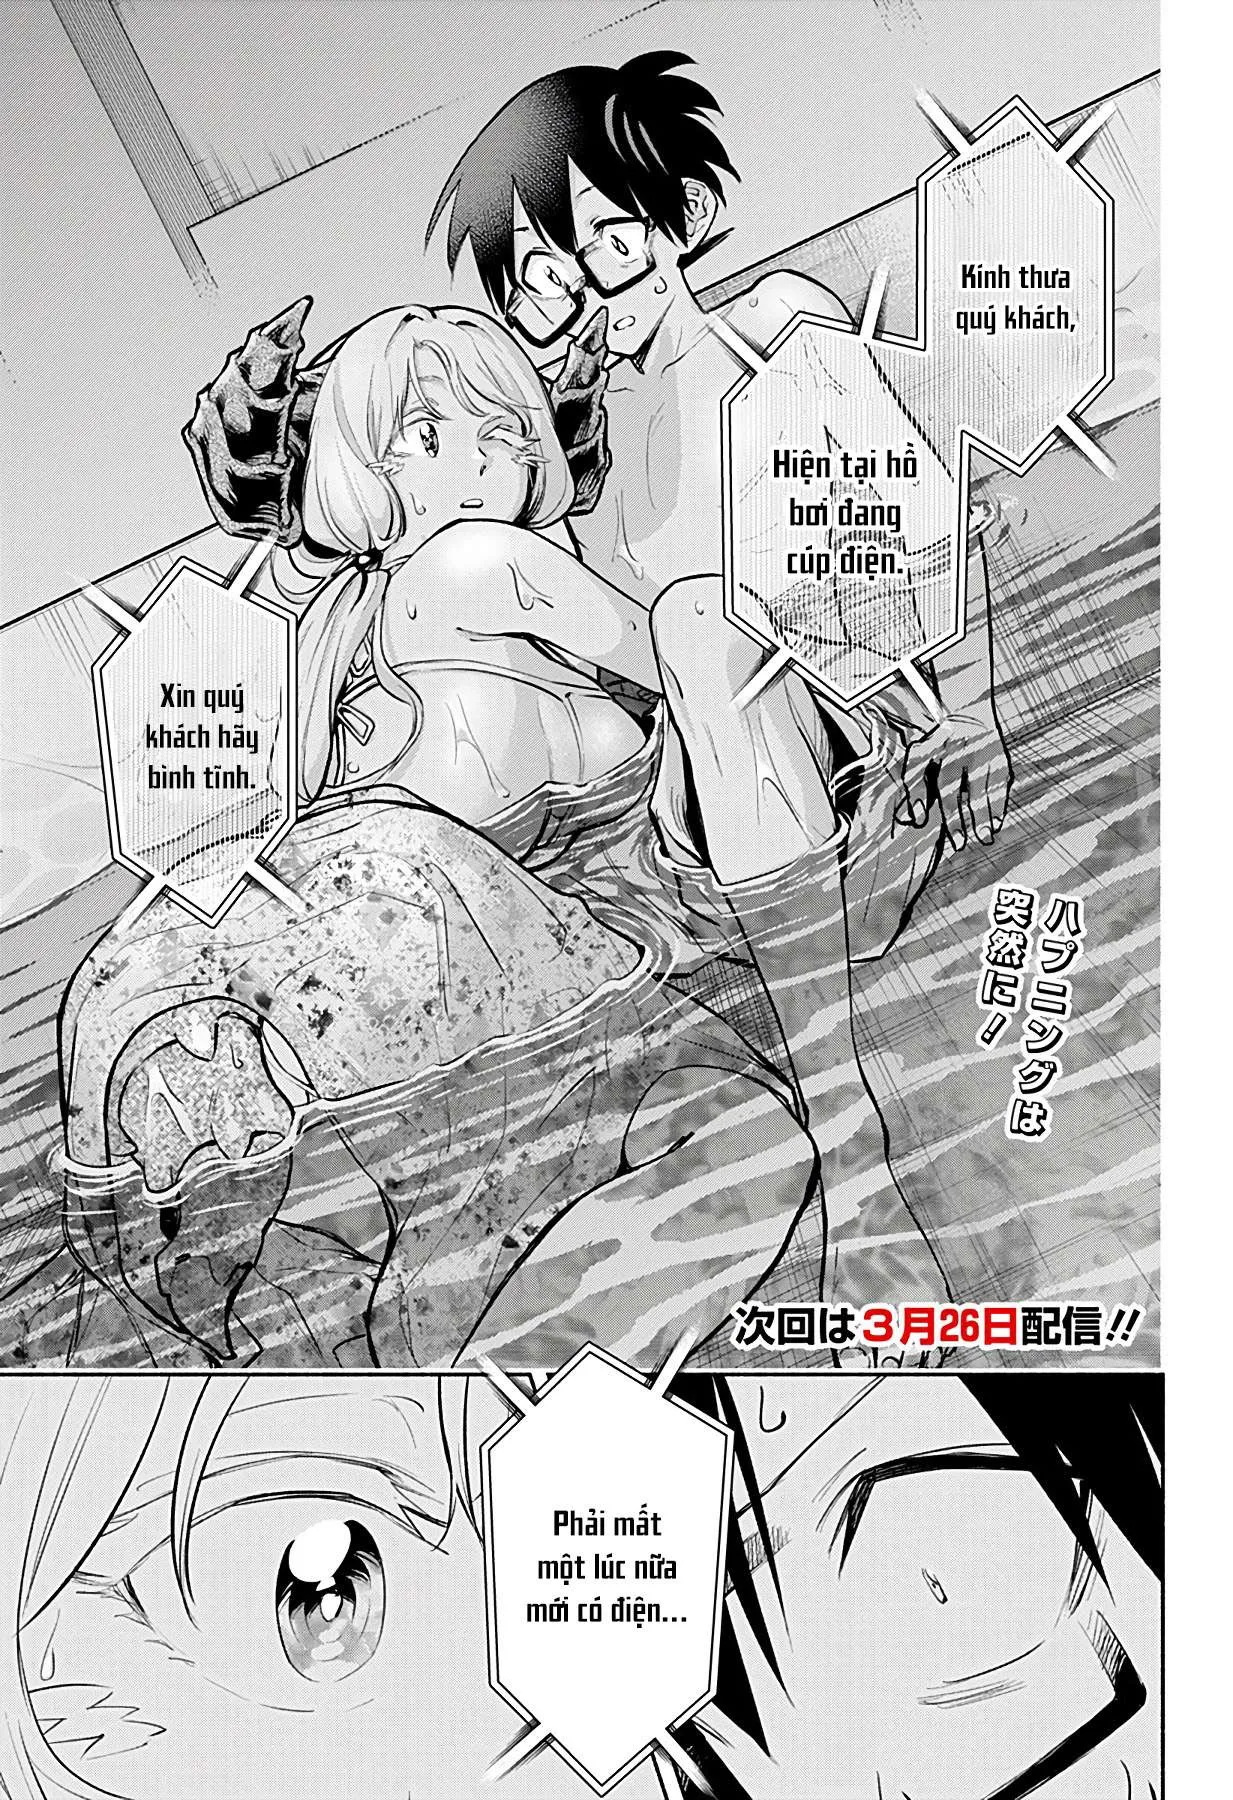 Kính thưa
quý khách,
Hiện tại hồ
bơi đang
cúp điện.
Xin quý
khách hãy
bình tĩnh.
ハプニングは
突然に!
次回は3月26日配信!!
Phải mất
một lúc nữa
mới có điện...